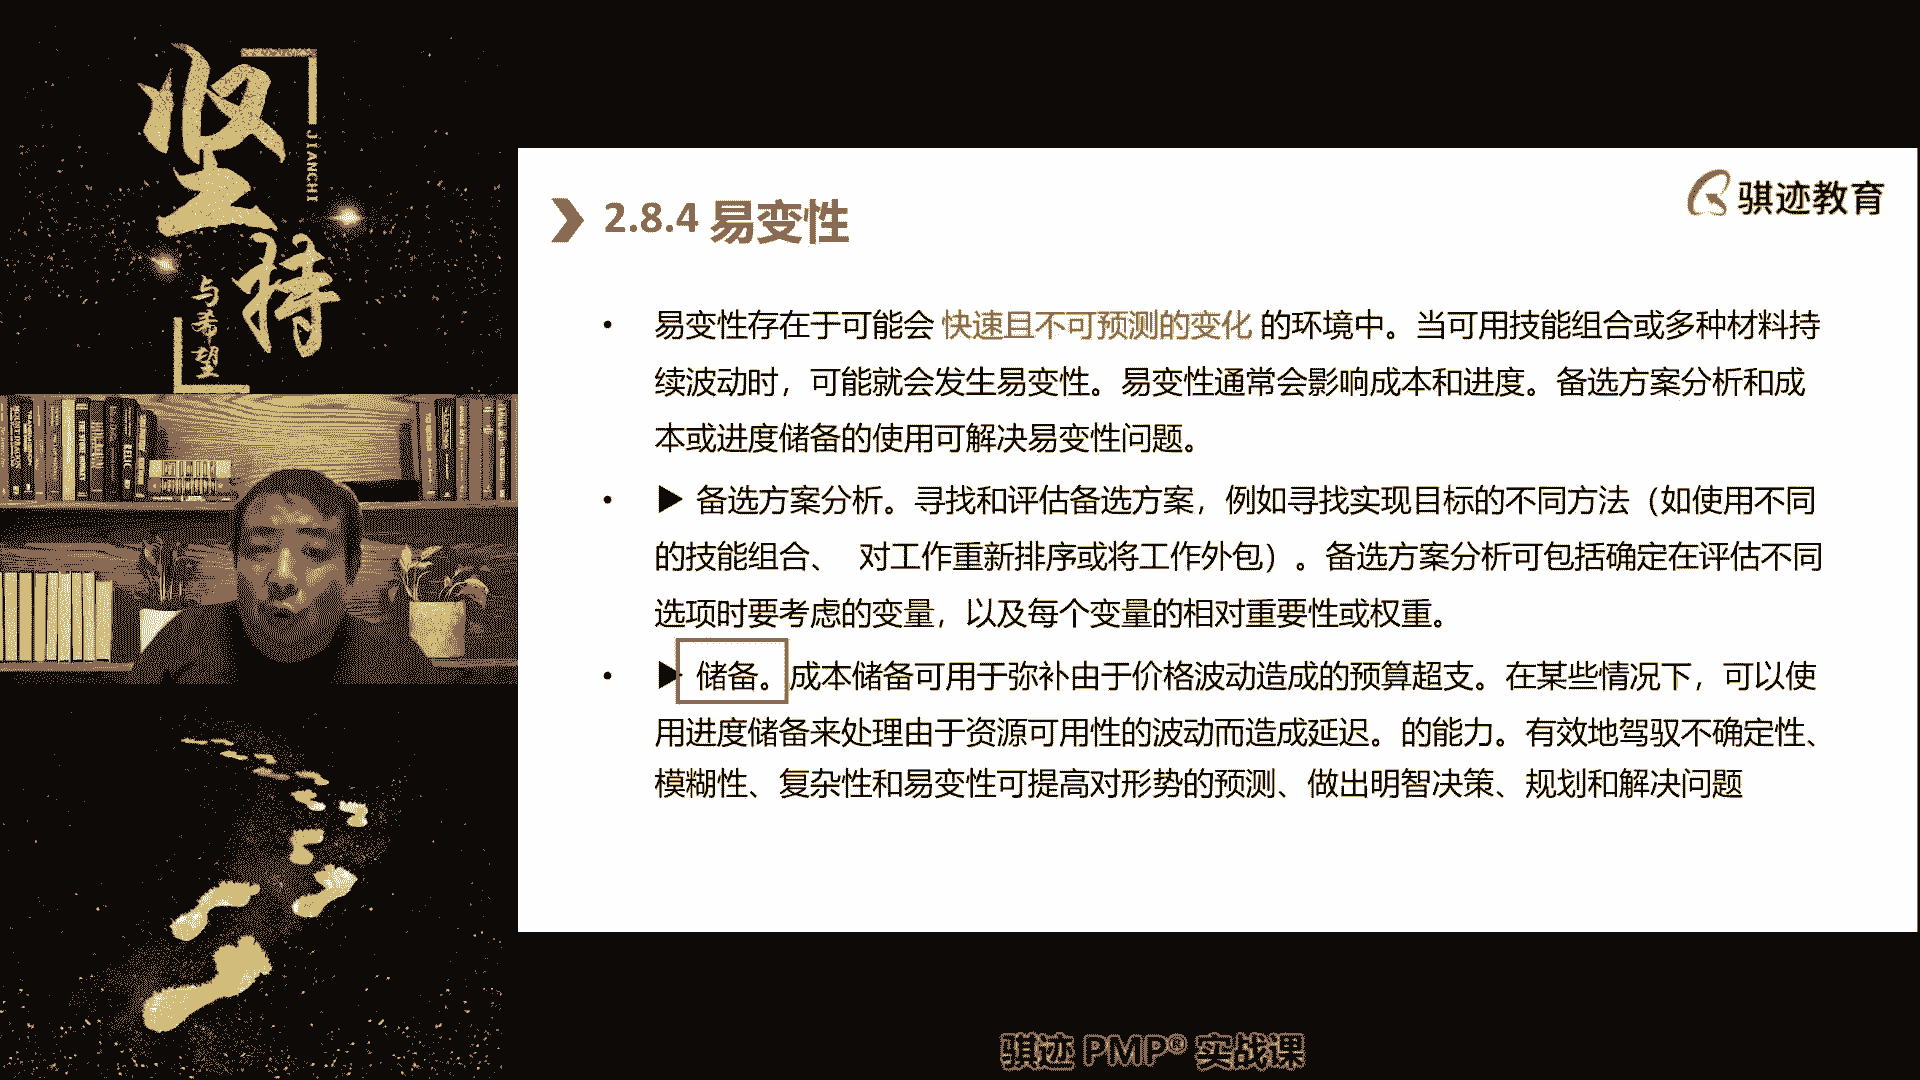 坚持
JIANCHI
与希望
骐迹教育
2.8.4 易变性
• 易变性存在于可能会 快速且不可预测的变化 的环境中。当可用技能组合或多种材料持
续波动时，可能就会发生易变性。易变性通常会影响成本和进度。备选方案分析和成
本或进度储备的使用可解决易变性问题。
• ▶ 备选方案分析。寻找和评估备选方案，例如寻找实现目标的不同方法（如使用不同
的技能组合、 对工作重新排序或将工作外包）。备选方案分析可包括确定在评估不同
选项时要考虑的变量，以及每个变量的相对重要性或权重。
• ▶ 储备。成本储备可用于弥补由于价格波动造成的预算超支。在某些情况下，可以使
用进度储备来处理由于资源可用性的波动而造成延迟。的能力。有效地驾驭不确定性、
模糊性、复杂性和易变性可提高对形势的预测、做出明智决策、规划和解决问题
骐迹 PMP® 实战课